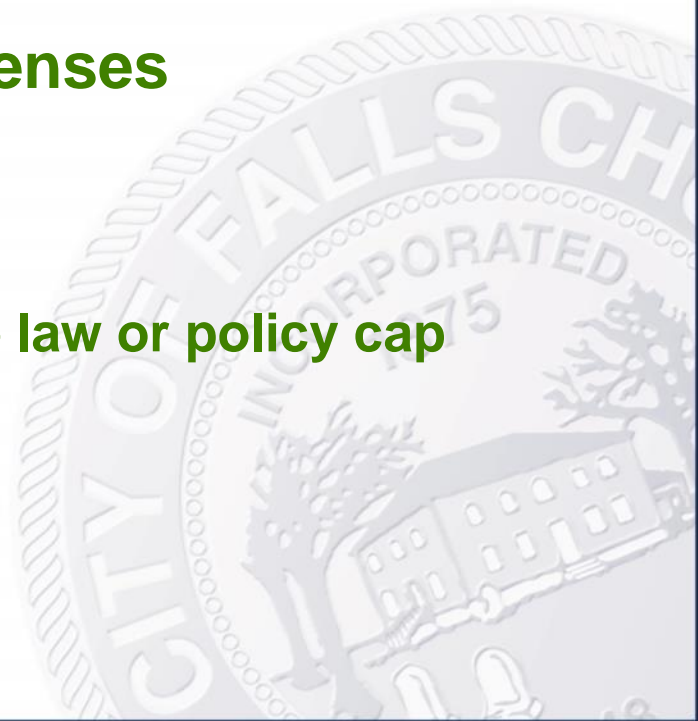 enses
law or policy cap
CITY OF FALLS CH
INCORPORATED
1875